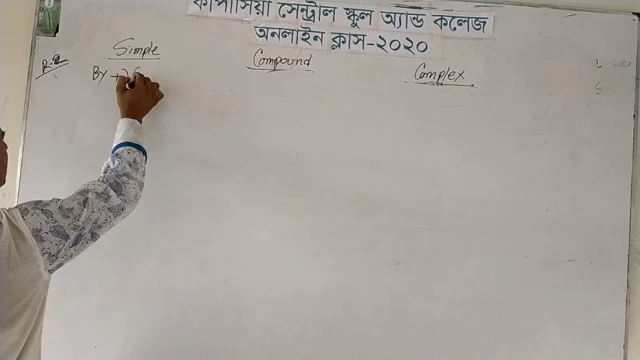 কাপাসিয়া সেন্ট্রাল স্কুল অ্যান্ড কলেজ
অনলাইন ক্লাস-২০২০
Simple
Compound
Complex
By +